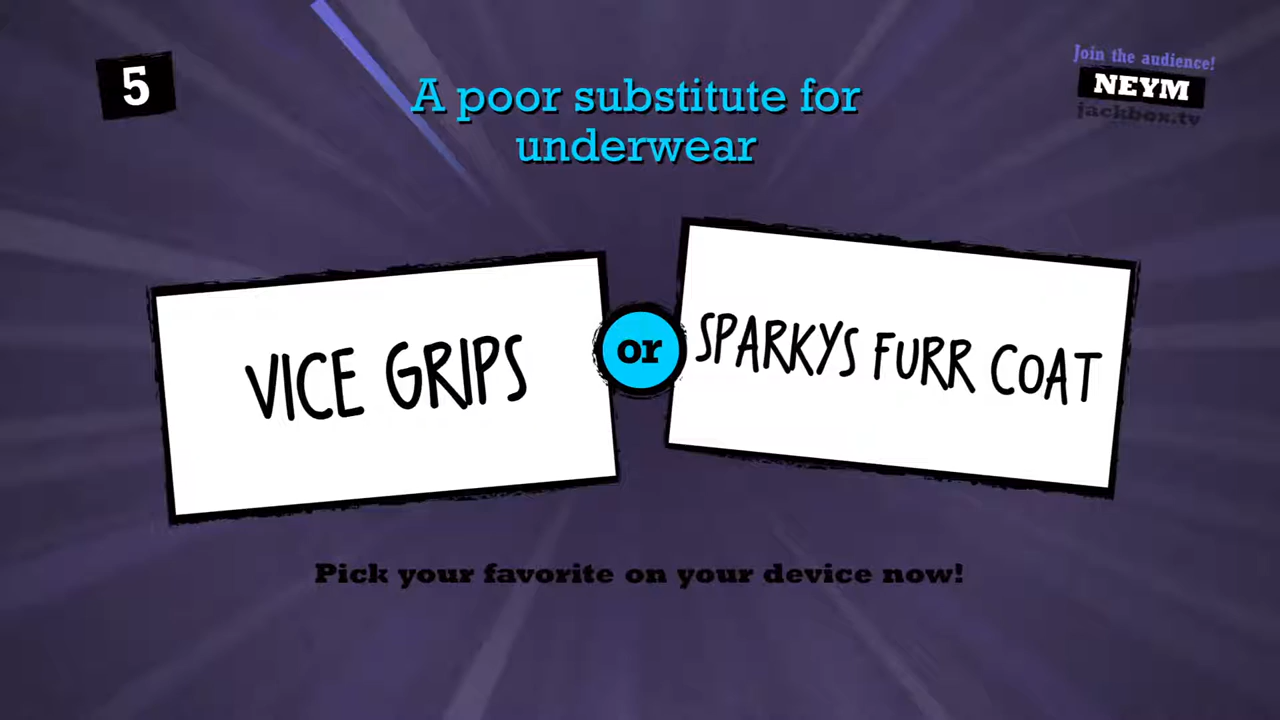 5
A poor substitute for
underwear
Join the audience!
NEYM
jackbox.tv
VICE GRIPS
or
SPARKYS FURR COAT
Pick your favorite on your device now!